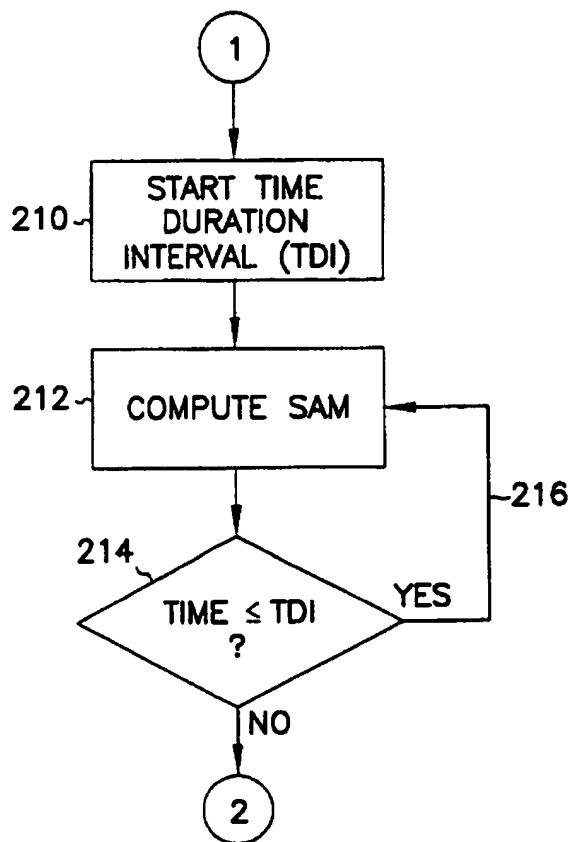 1
START TIME
DURATION
INTERVAL (TDI)
210
COMPUTE SAM
212
216
214
TIME ≤ TDI
?
YES
NO
2